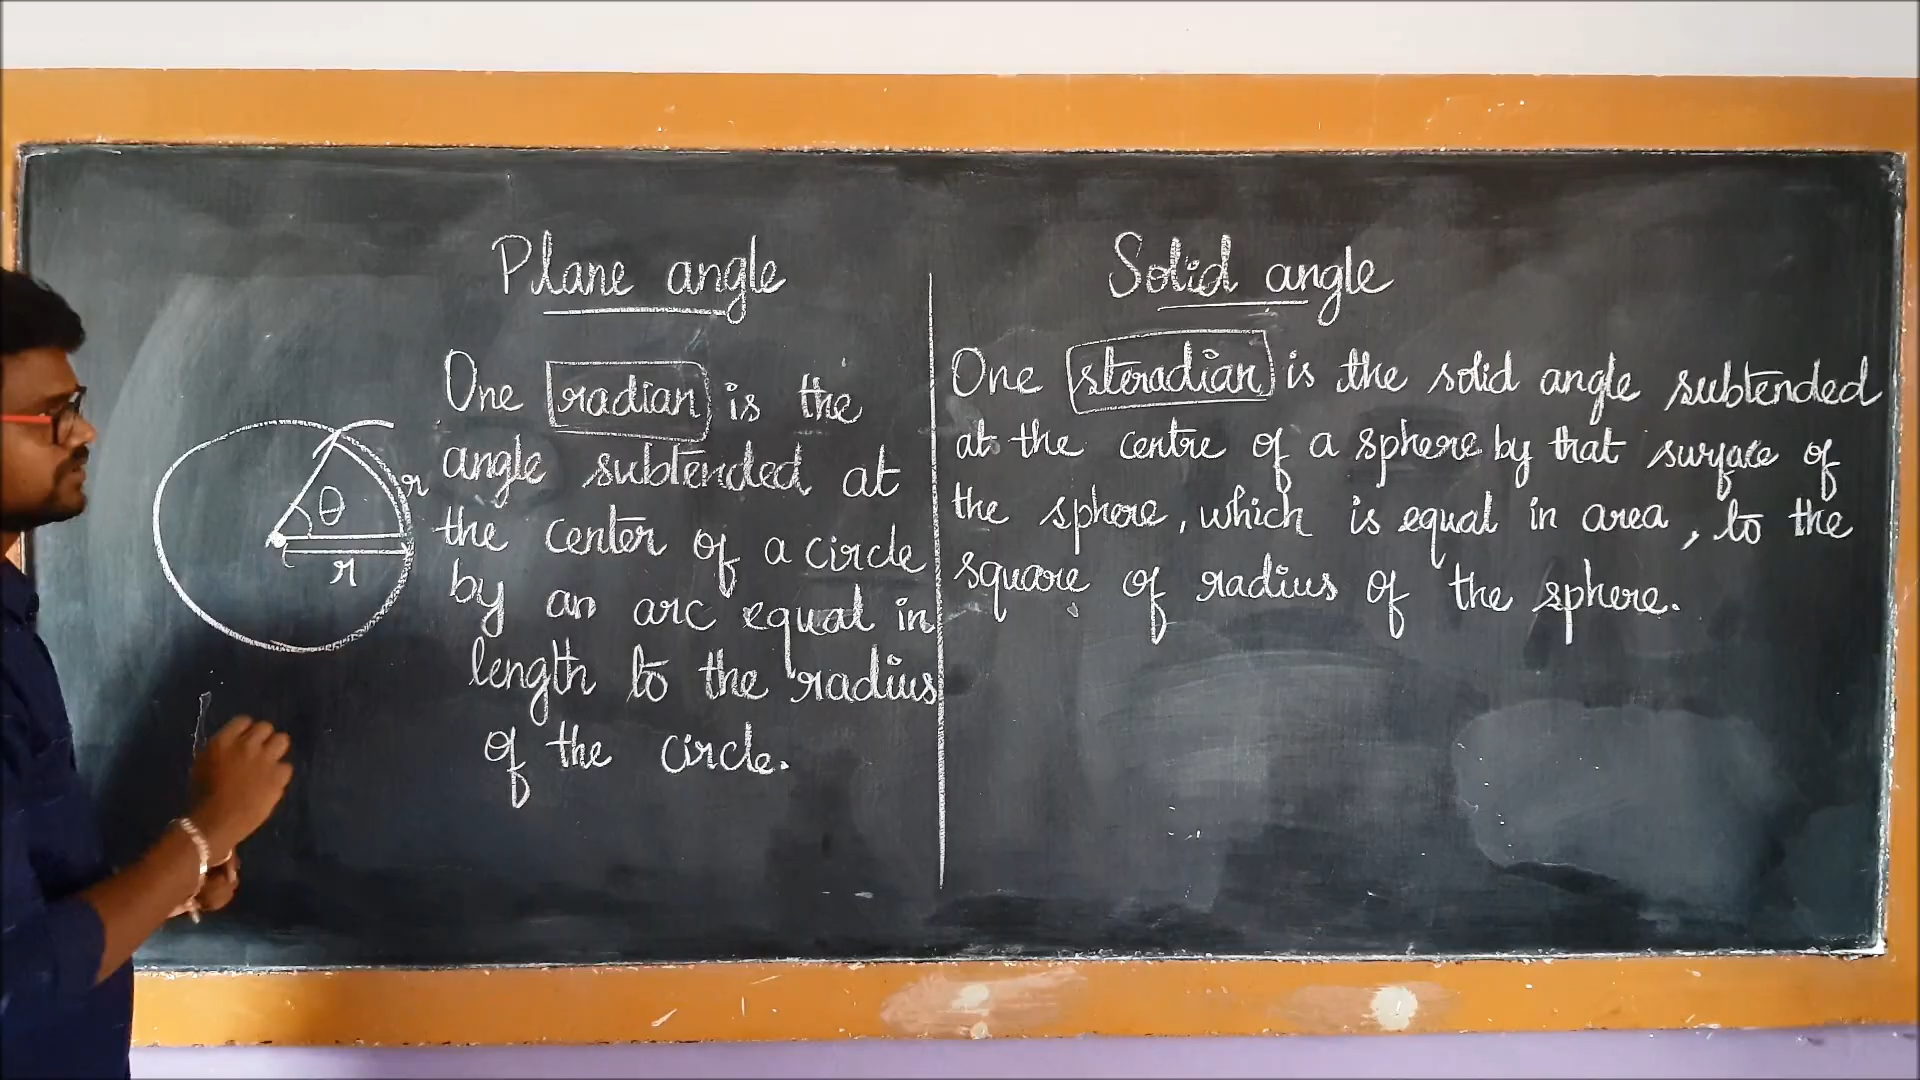 Plane angle
One radian is the
angle subtended at
the center of a circle
by an arc equal in
length to the radius
of the circle.
θ
r
r
Solid angle
One steradian is the solid angle subtended
at the centre of a sphere by that surface of
the sphere, which is equal in area, to the
square of radius of the sphere.